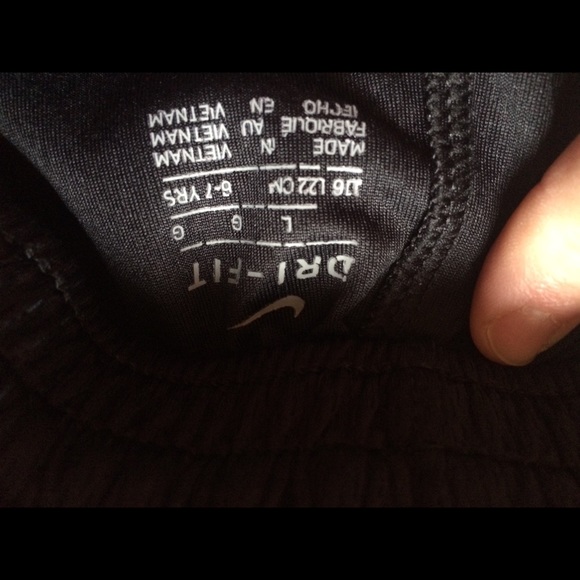 DRI-FIT
L G G
116-122 CM 6-7 YRS
MADE IN VIETNAM
FABRIQUÉ AU VIETNAM
HECHO EN VIETNAM